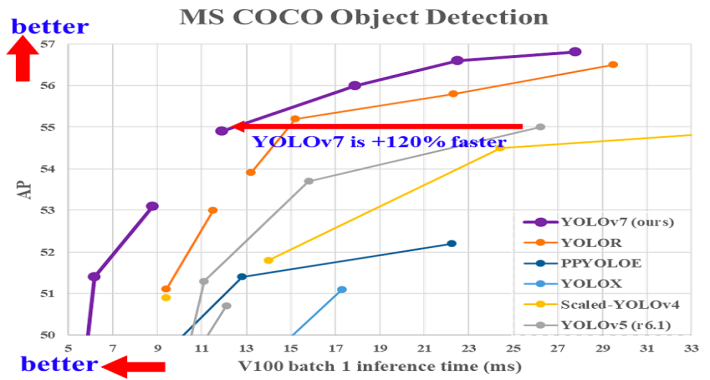 MS COCO Object Detection
better
57
56
55
54
53
52
51
50
AP
YOLOv7 is +120% faster
YOLOv7 (ours)
YOLOR
PPYOLOE
YOLOX
Scaled-YOLOv4
YOLOv5 (r6.1)
5 7 9 11 13 15 17 19 21 23 25 27 29 31 33
better
V100 batch 1 inference time (ms)